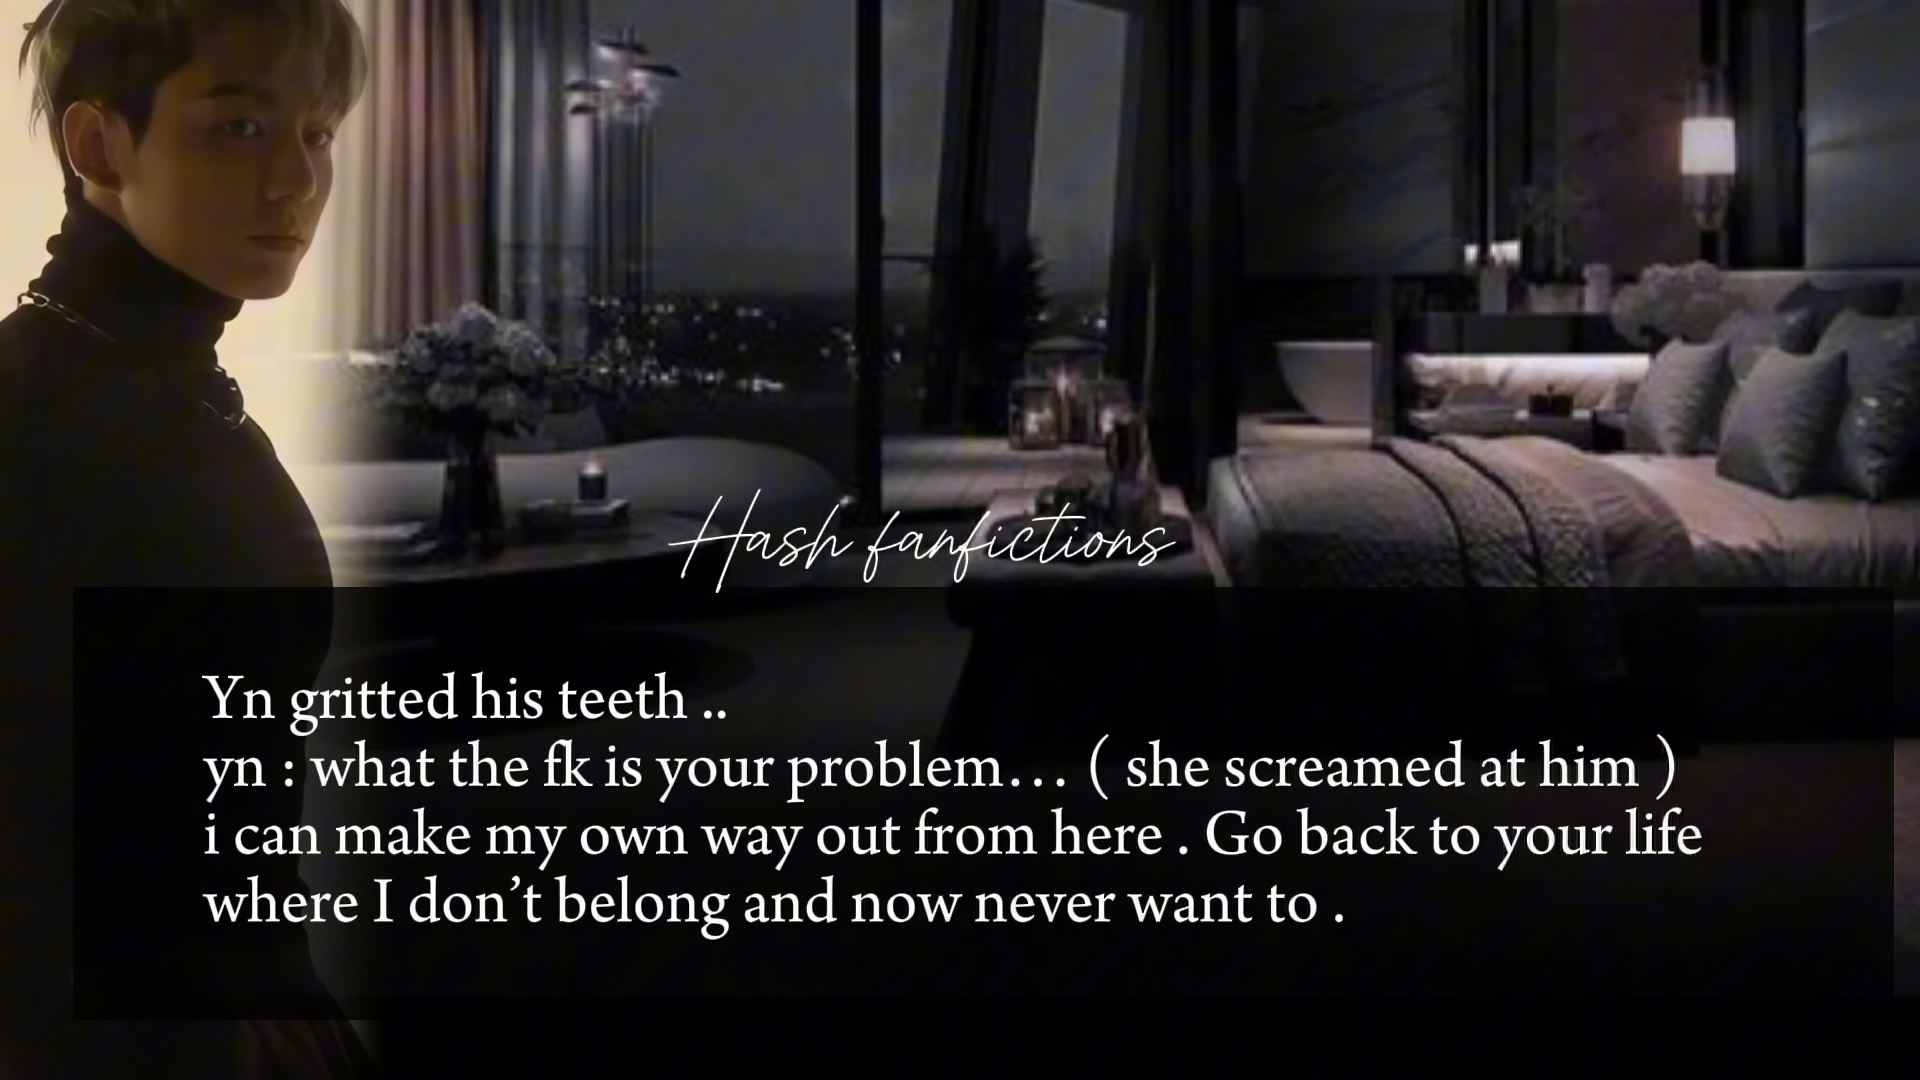 Hash fanfictions
Yn gritted his teeth ..
yn : what the fk is your problem... ( she screamed at him )
i can make my own way out from here . Go back to your life
where I don't belong and now never want to .